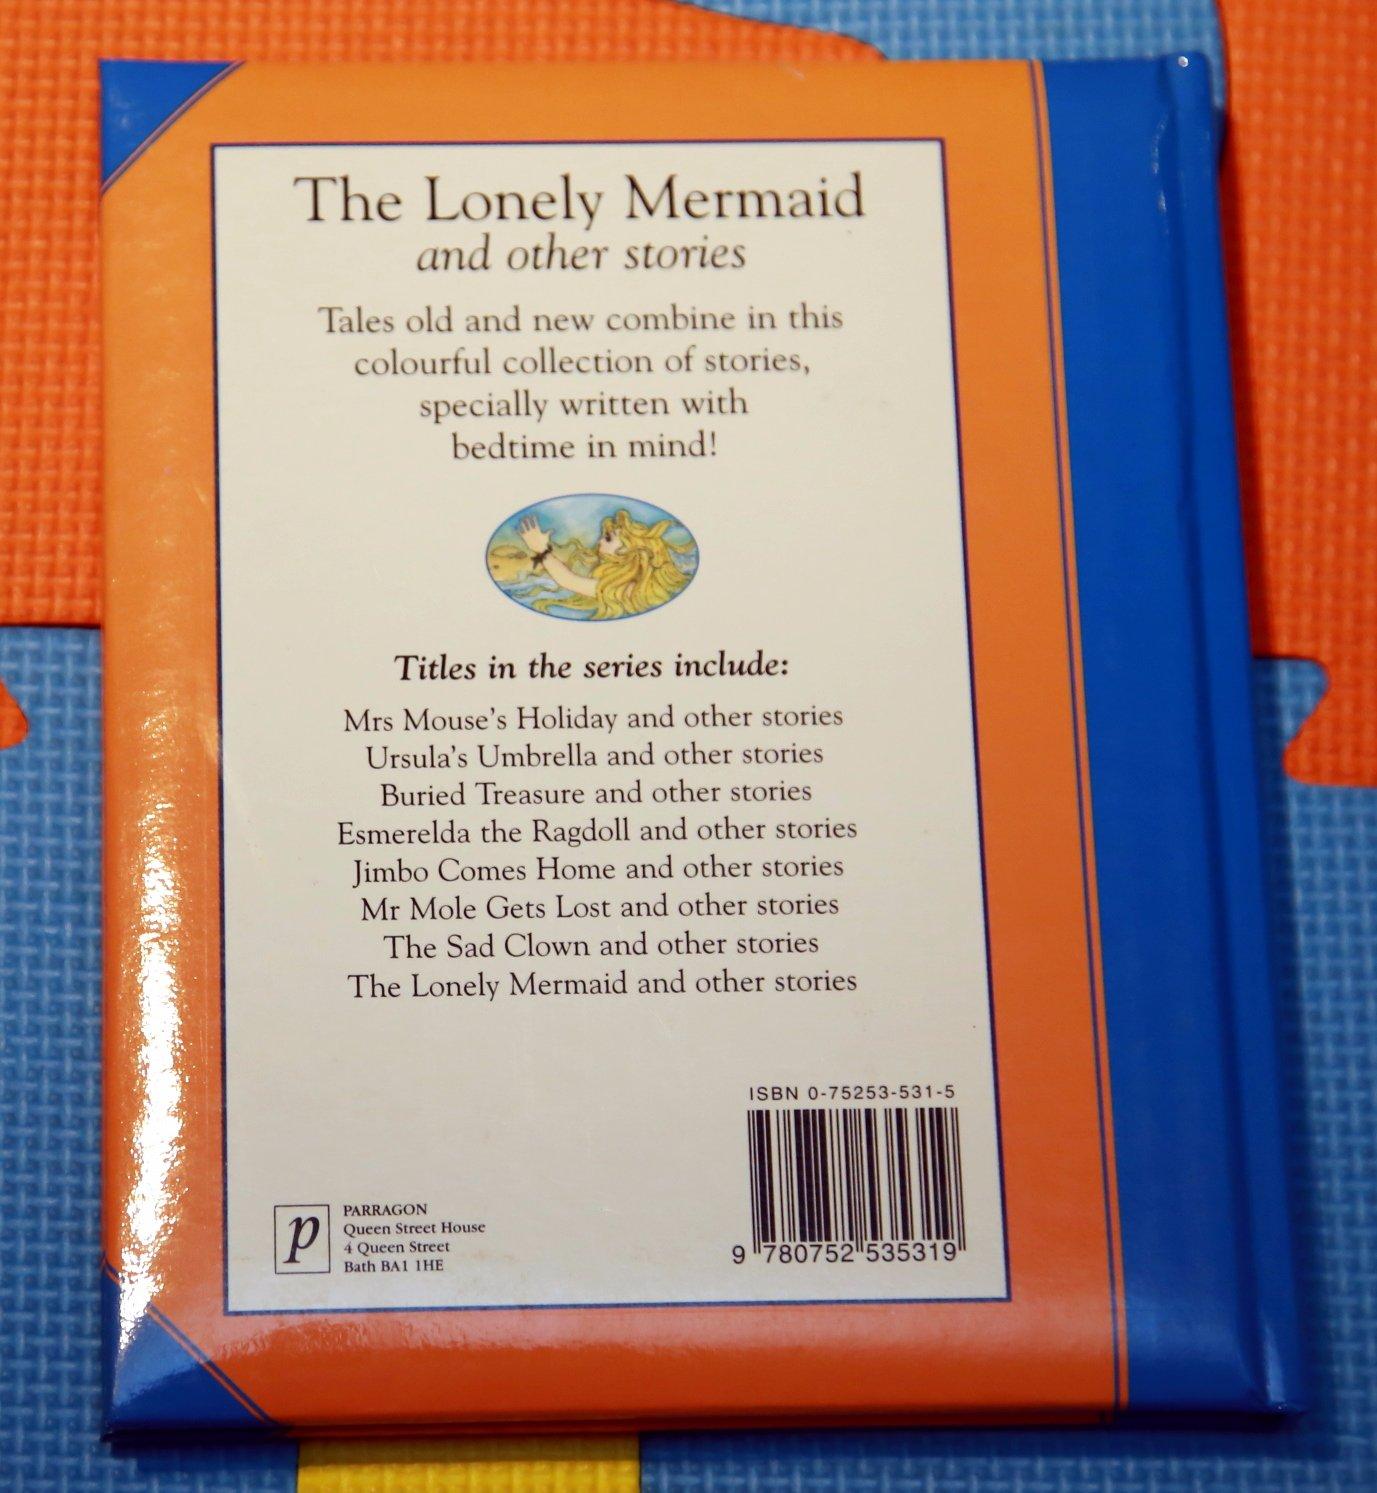 The Lonely Mermaid
and other stories
Tales old and new combine in this
colourful collection of stories,
specially written with
bedtime in mind!
Titles in the series include:
Mrs Mouse's Holiday and other stories
Ursula's Umbrella and other stories
Buried Treasure and other stories
Esmerelda the Ragdoll and other stories
Jimbo Comes Home and other stories
Mr Mole Gets Lost and other stories
The Sad Clown and other stories
The Lonely Mermaid and other stories
ISBN 0-75253-531-5
9 780752 535319
p
PARRAGON
Queen Street House
4 Queen Street
Bath BA1 1HE